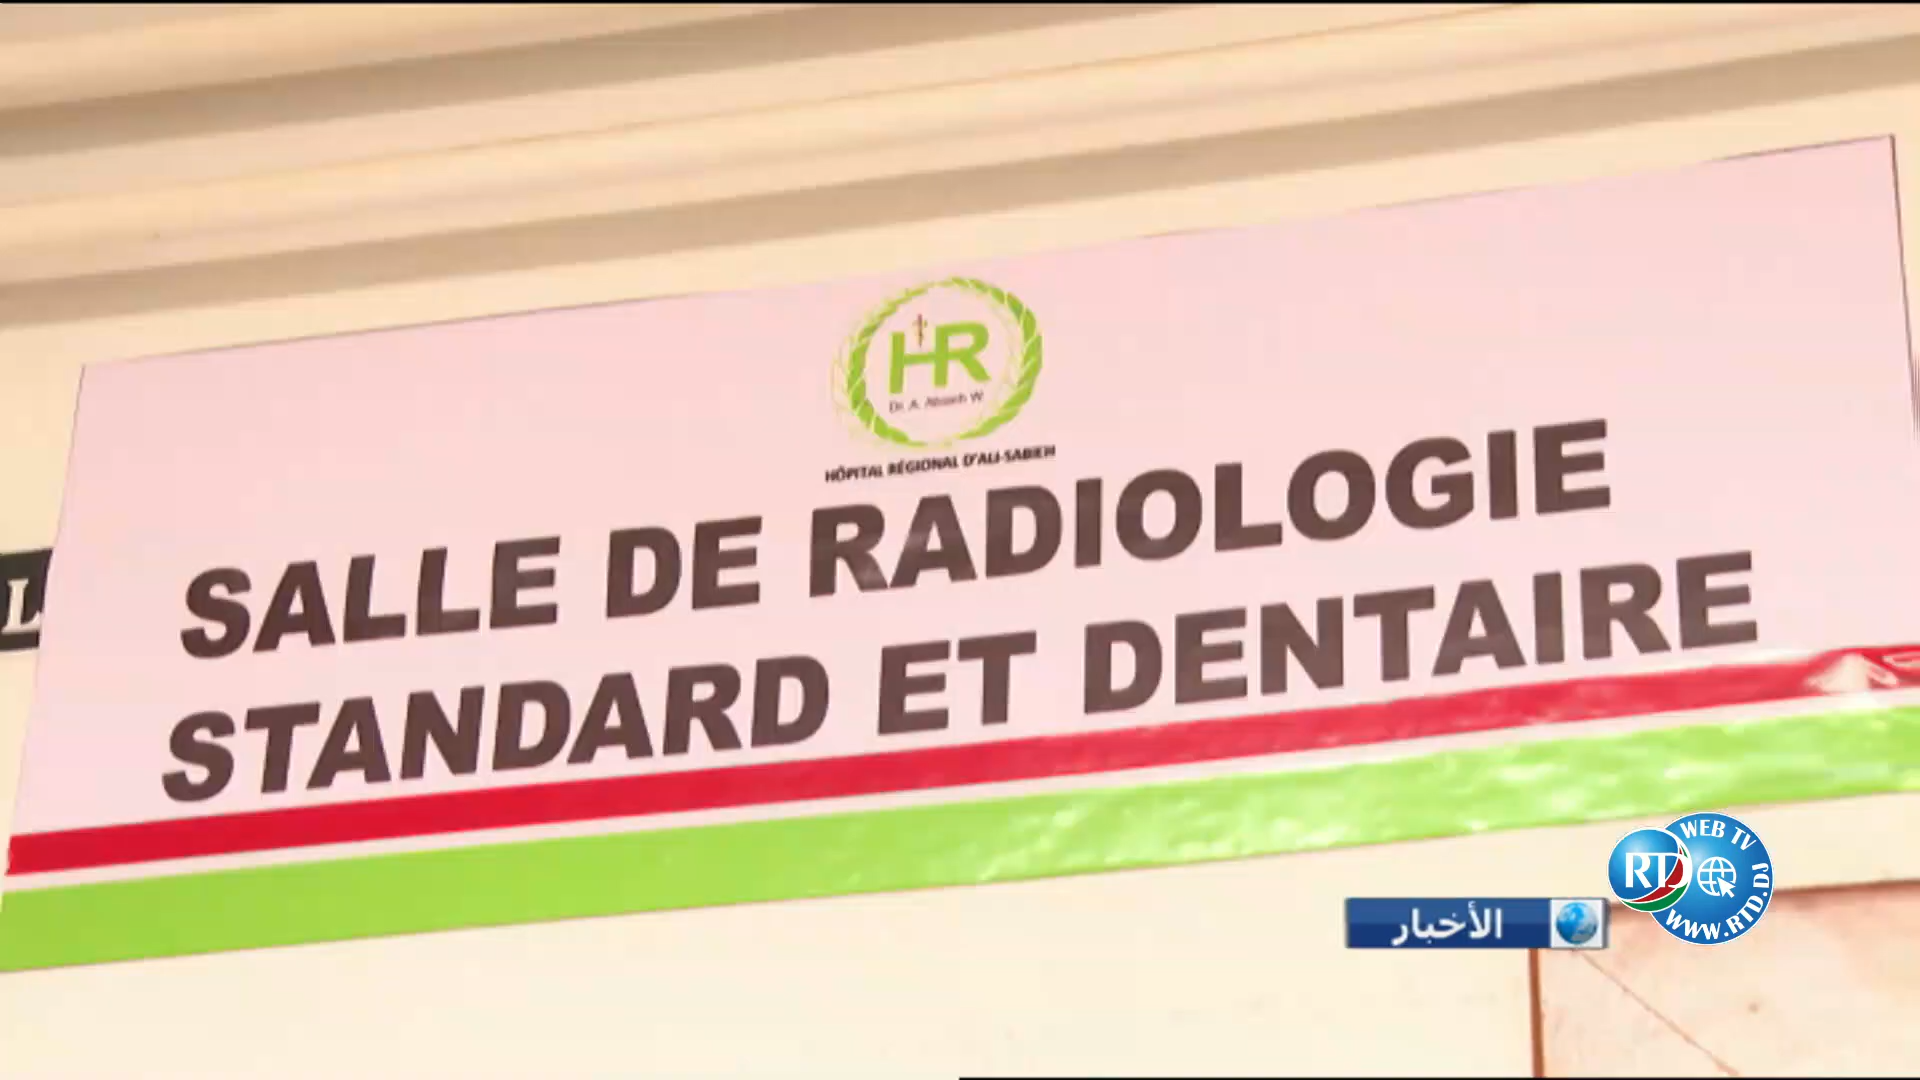 HR
Dr. A. Absieh W
HÔPITAL RÉGIONAL D'ALI-SABIEH
SALLE DE RADIOLOGIE
STANDARD ET DENTAIRE
L
WEB TV
RTD
WWW.RTD.DJ
الأخبار